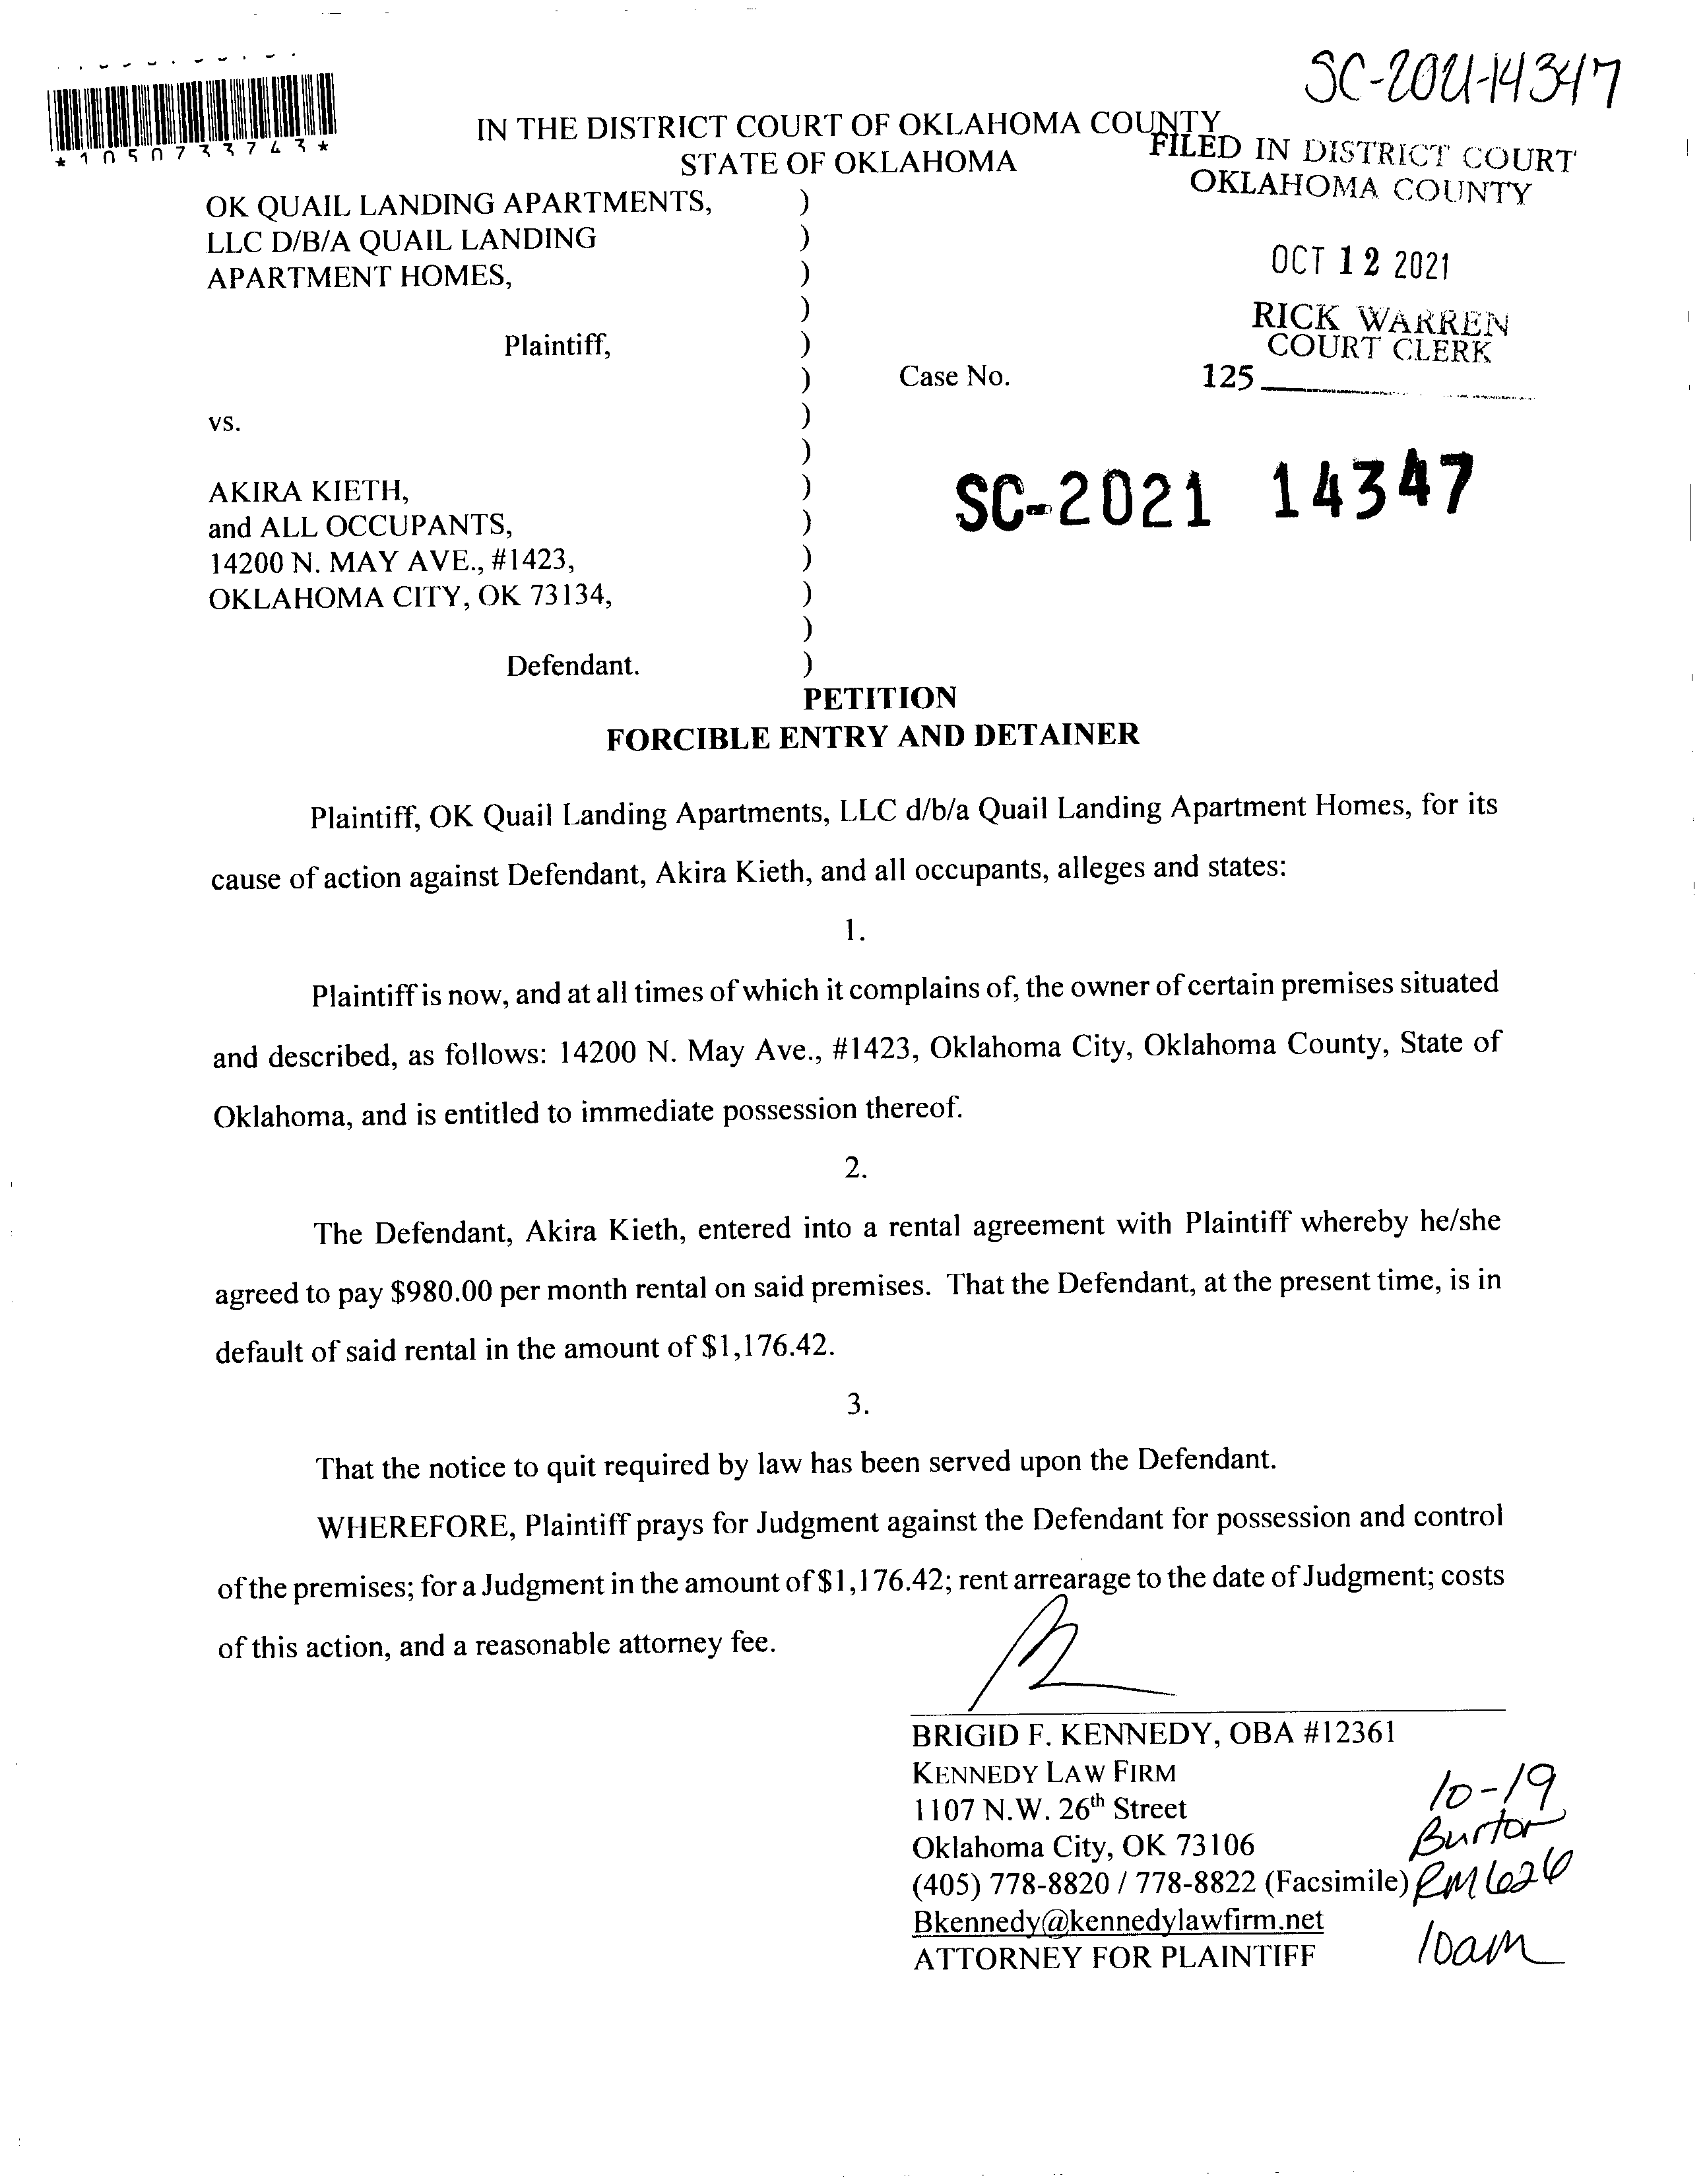 SC-2021-14347
*1050733743*
IN THE DISTRICT COURT OF OKLAHOMA COUNTY
STATE OF OKLAHOMA
FILED IN DISTRICT COURT
OKLAHOMA COUNTY
OCT 12 2021
RICK WARREN
COURT CLERK
125
OK QUAIL LANDING APARTMENTS, )
LLC D/B/A QUAIL LANDING )
APARTMENT HOMES, )
)
Plaintiff, )
) Case No.
vs. )
)
AKIRA KIETH, ) SC-2021 14347
and ALL OCCUPANTS, )
14200 N. MAY AVE., #1423, )
OKLAHOMA CITY, OK 73134, )
)
Defendant. )
PETITION
FORCIBLE ENTRY AND DETAINER
Plaintiff, OK Quail Landing Apartments, LLC d/b/a Quail Landing Apartment Homes, for its
cause of action against Defendant, Akira Kieth, and all occupants, alleges and states:
1.
Plaintiff is now, and at all times of which it complains of, the owner of certain premises situated
and described, as follows: 14200 N. May Ave., #1423, Oklahoma City, Oklahoma County, State of
Oklahoma, and is entitled to immediate possession thereof.
2.
The Defendant, Akira Kieth, entered into a rental agreement with Plaintiff whereby he/she
agreed to pay $980.00 per month rental on said premises. That the Defendant, at the present time, is in
default of said rental in the amount of $1,176.42.
3.
That the notice to quit required by law has been served upon the Defendant.
WHEREFORE, Plaintiff prays for Judgment against the Defendant for possession and control
of the premises; for a Judgment in the amount of $1,176.42; rent arrearage to the date of Judgment; costs
of this action, and a reasonable attorney fee.
BRIGID F. KENNEDY, OBA #12361
KENNEDY LAW FIRM
1107 N.W. 26th Street
Oklahoma City, OK 73106
(405) 778-8820 / 778-8822 (Facsimile)
Bkennedy@kennedylawfirm.net
ATTORNEY FOR PLAINTIFF
10-19
Burton
RM 626
10am